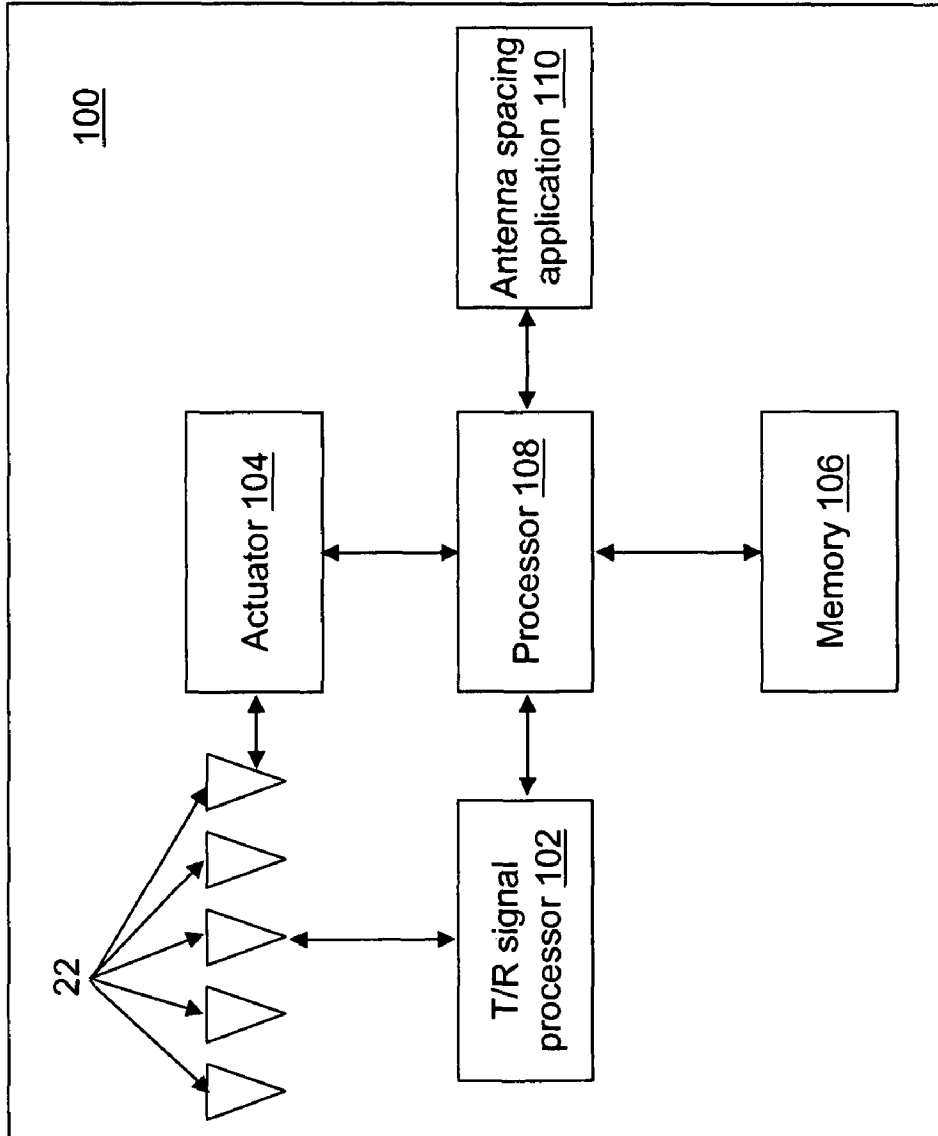 100
22
Actuator 104
T/R signal
processor 102
Processor 108
Antenna spacing
application 110
Memory 106